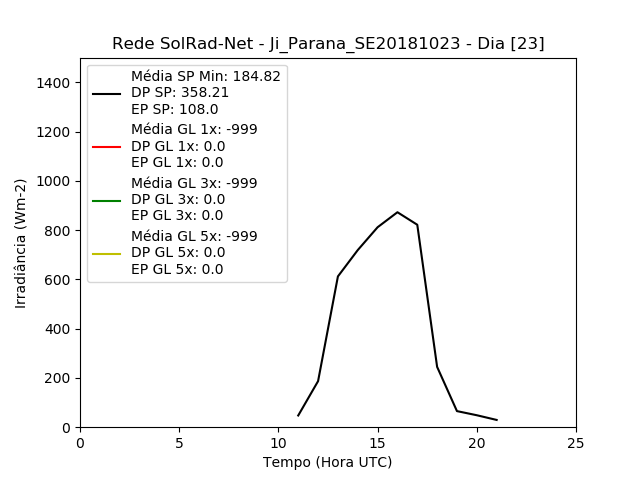 Rede SolRad-Net - Ji_Parana_SE20181023 - Dia [23]
Média SP Min: 184.82
DP SP: 358.21
EP SP: 108.0
Média GL 1x: -999
DP GL 1x: 0.0
EP GL 1x: 0.0
Média GL 3x: -999
DP GL 3x: 0.0
EP GL 3x: 0.0
Média GL 5x: -999
DP GL 5x: 0.0
EP GL 5x: 0.0
Irradiância (Wm-2)
1400
1200
1000
800
600
400
200
0
0 5 10 15 20 25
Tempo (Hora UTC)